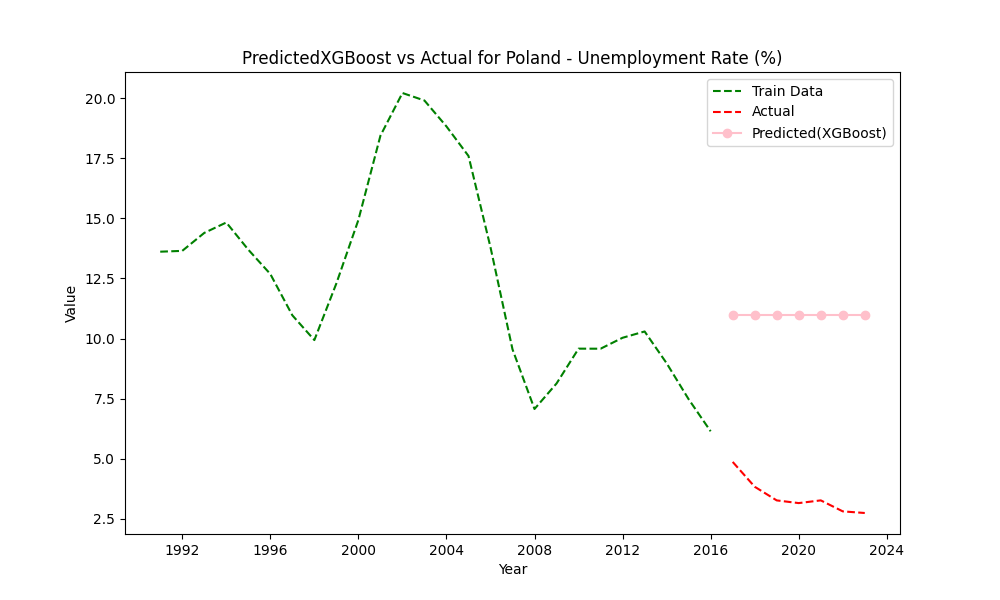 PredictedXGBoost vs Actual for Poland - Unemployment Rate (%)
Train Data
Actual
Predicted(XGBoost)
20.0
17.5
15.0
12.5
10.0
7.5
5.0
2.5
Value
1992 1996 2000 2004 2008 2012 2016 2020 2024
Year